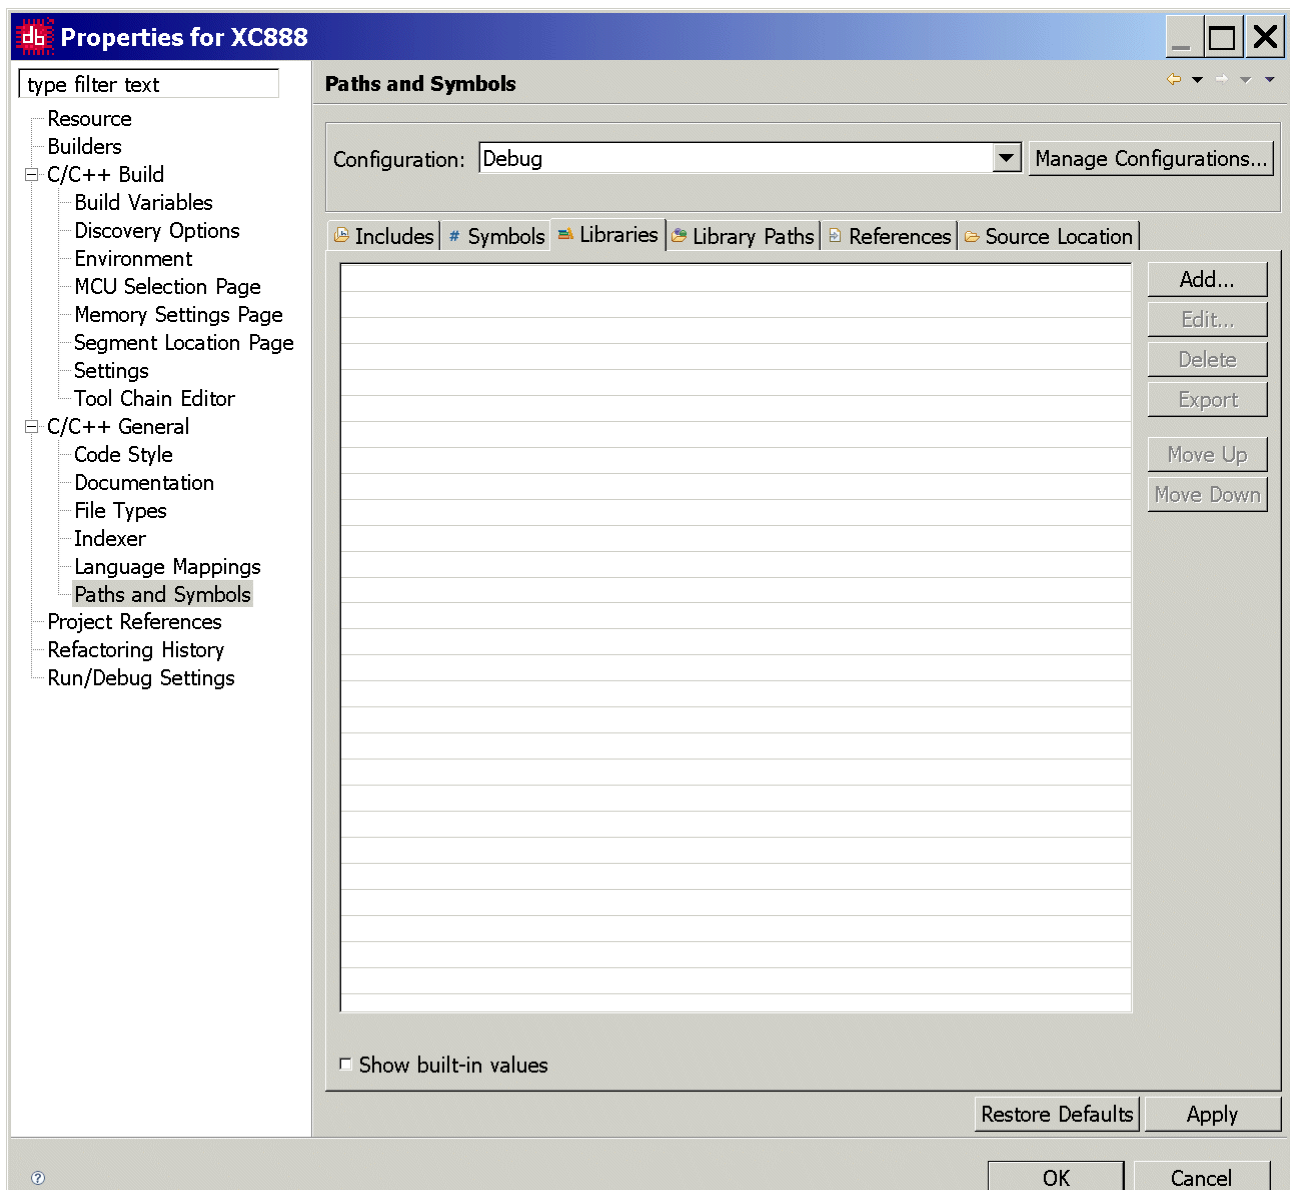 db Properties for XC888
type filter text
Resource
Builders
C/C++ Build
Build Variables
Discovery Options
Environment
MCU Selection Page
Memory Settings Page
Segment Location Page
Settings
Tool Chain Editor
C/C++ General
Code Style
Documentation
File Types
Indexer
Language Mappings
Paths and Symbols
Project References
Refactoring History
Run/Debug Settings
Paths and Symbols
Configuration: Debug Manage Configurations...
Includes # Symbols Libraries Library Paths References Source Location
Add...
Edit...
Delete
Export
Move Up
Move Down
Show built-in values
Restore Defaults Apply
? OK Cancel